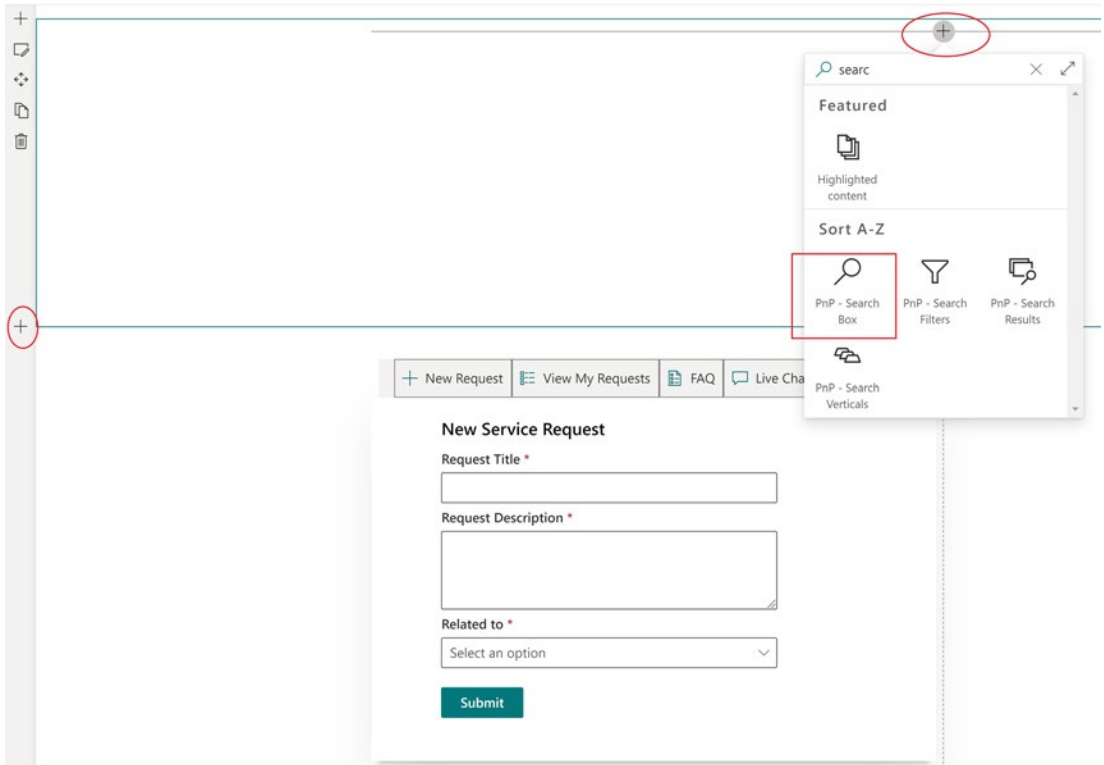 searc
Featured
Highlighted
content
Sort A-Z
PnP - Search
Box
PnP - Search
Filters
PnP - Search
Results
PnP - Search
Verticals
New Request
View My Requests
FAQ
Live Cha
New Service Request
Request Title *
Request Description *
Related to *
Select an option
Submit